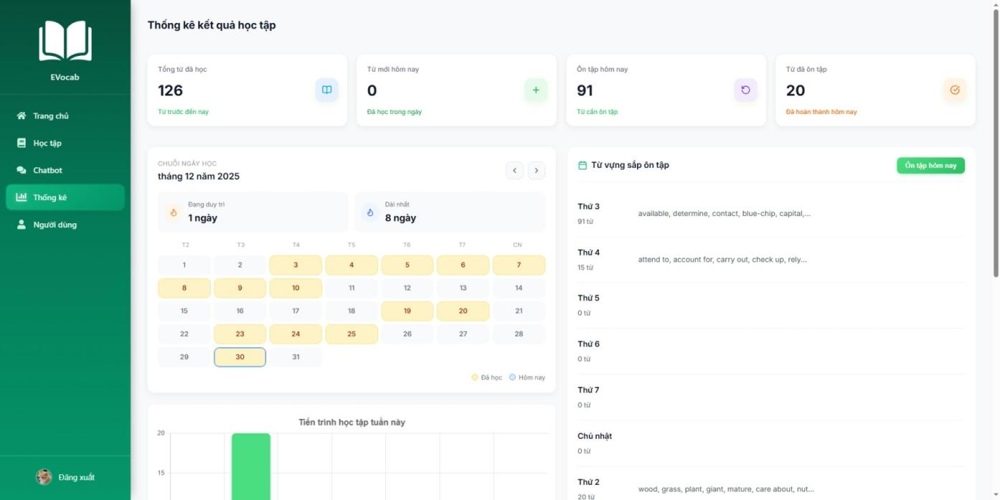 EVocab
Trang chủ
Học tập
Chatbot
Thống kê
Người dùng
Đăng xuất
Thống kê kết quả học tập
Tổng từ đã học
126
Từ trước đến nay
Từ mới hôm nay
0
Đã học trong ngày
Ôn tập hôm nay
91
Từ cần ôn tập
Từ đã ôn tập
20
Đã hoàn thành hôm nay
CHUỖI NGÀY HỌC
tháng 12 năm 2025
Đang duy trì
1 ngày
Dài nhất
8 ngày
T2 T3 T4 T5 T6 T7 CN
1 2 3 4 5 6 7
8 9 10 11 12 13 14
15 16 17 18 19 20 21
22 23 24 25 26 27 28
29 30 31
Đã học Hôm nay
Tiến trình học tập tuần này
20
15
Từ vựng sắp ôn tập
Ôn tập hôm nay
Thứ 3
91 từ
available, determine, contact, blue-chip, capital,...
Thứ 4
15 từ
attend to, account for, carry out, check up, rely...
Thứ 5
0 từ
Thứ 6
0 từ
Thứ 7
0 từ
Chủ nhật
0 từ
Thứ 2
20 từ
wood, grass, plant, giant, mature, care about, nut...